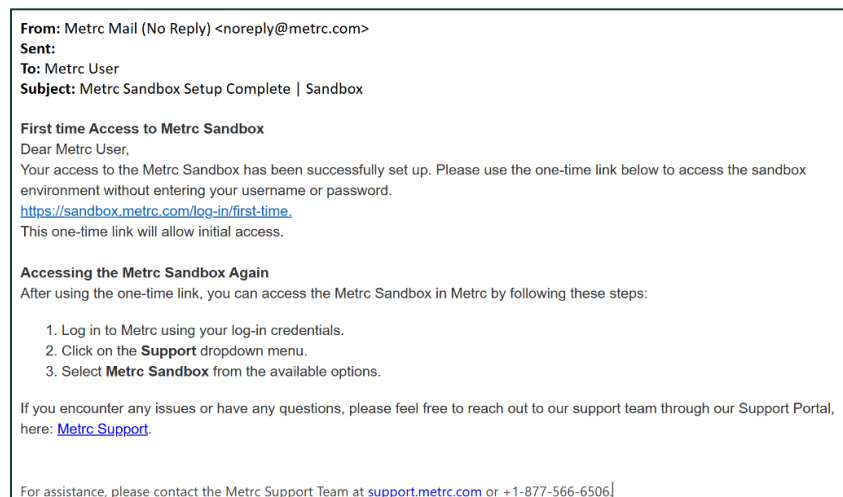 From: Metrc Mail (No Reply) <noreply@metrc.com>
Sent:
To: Metrc User
Subject: Metrc Sandbox Setup Complete | Sandbox
First time Access to Metrc Sandbox
Dear Metrc User,
Your access to the Metrc Sandbox has been successfully set up. Please use the one-time link below to access the sandbox
environment without entering your username or password.
https://sandbox.metrc.com/log-in/first-time.
This one-time link will allow initial access.
Accessing the Metrc Sandbox Again
After using the one-time link, you can access the Metrc Sandbox in Metrc by following these steps:
1. Log in to Metrc using your log-in credentials.
2. Click on the Support dropdown menu.
3. Select Metrc Sandbox from the available options.
If you encounter any issues or have any questions, please feel free to reach out to our support team through our Support Portal,
here: Metrc Support.
For assistance, please contact the Metrc Support Team at support.metrc.com or +1-877-566-6506.